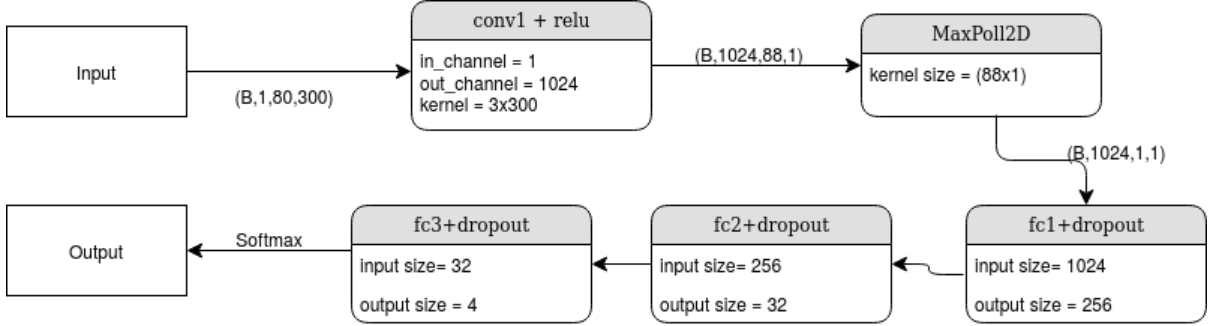 Input
(B,1,80,300)
conv1 + relu
in_channel = 1
out_channel = 1024
kernel = 3x300
(B,1024,88,1)
MaxPoll2D
kernel size = (88x1)
(B,1024,1,1)
fc1+dropout
input size= 1024
output size = 256
fc2+dropout
input size= 256
output size = 32
fc3+dropout
input size= 32
output size = 4
Softmax
Output